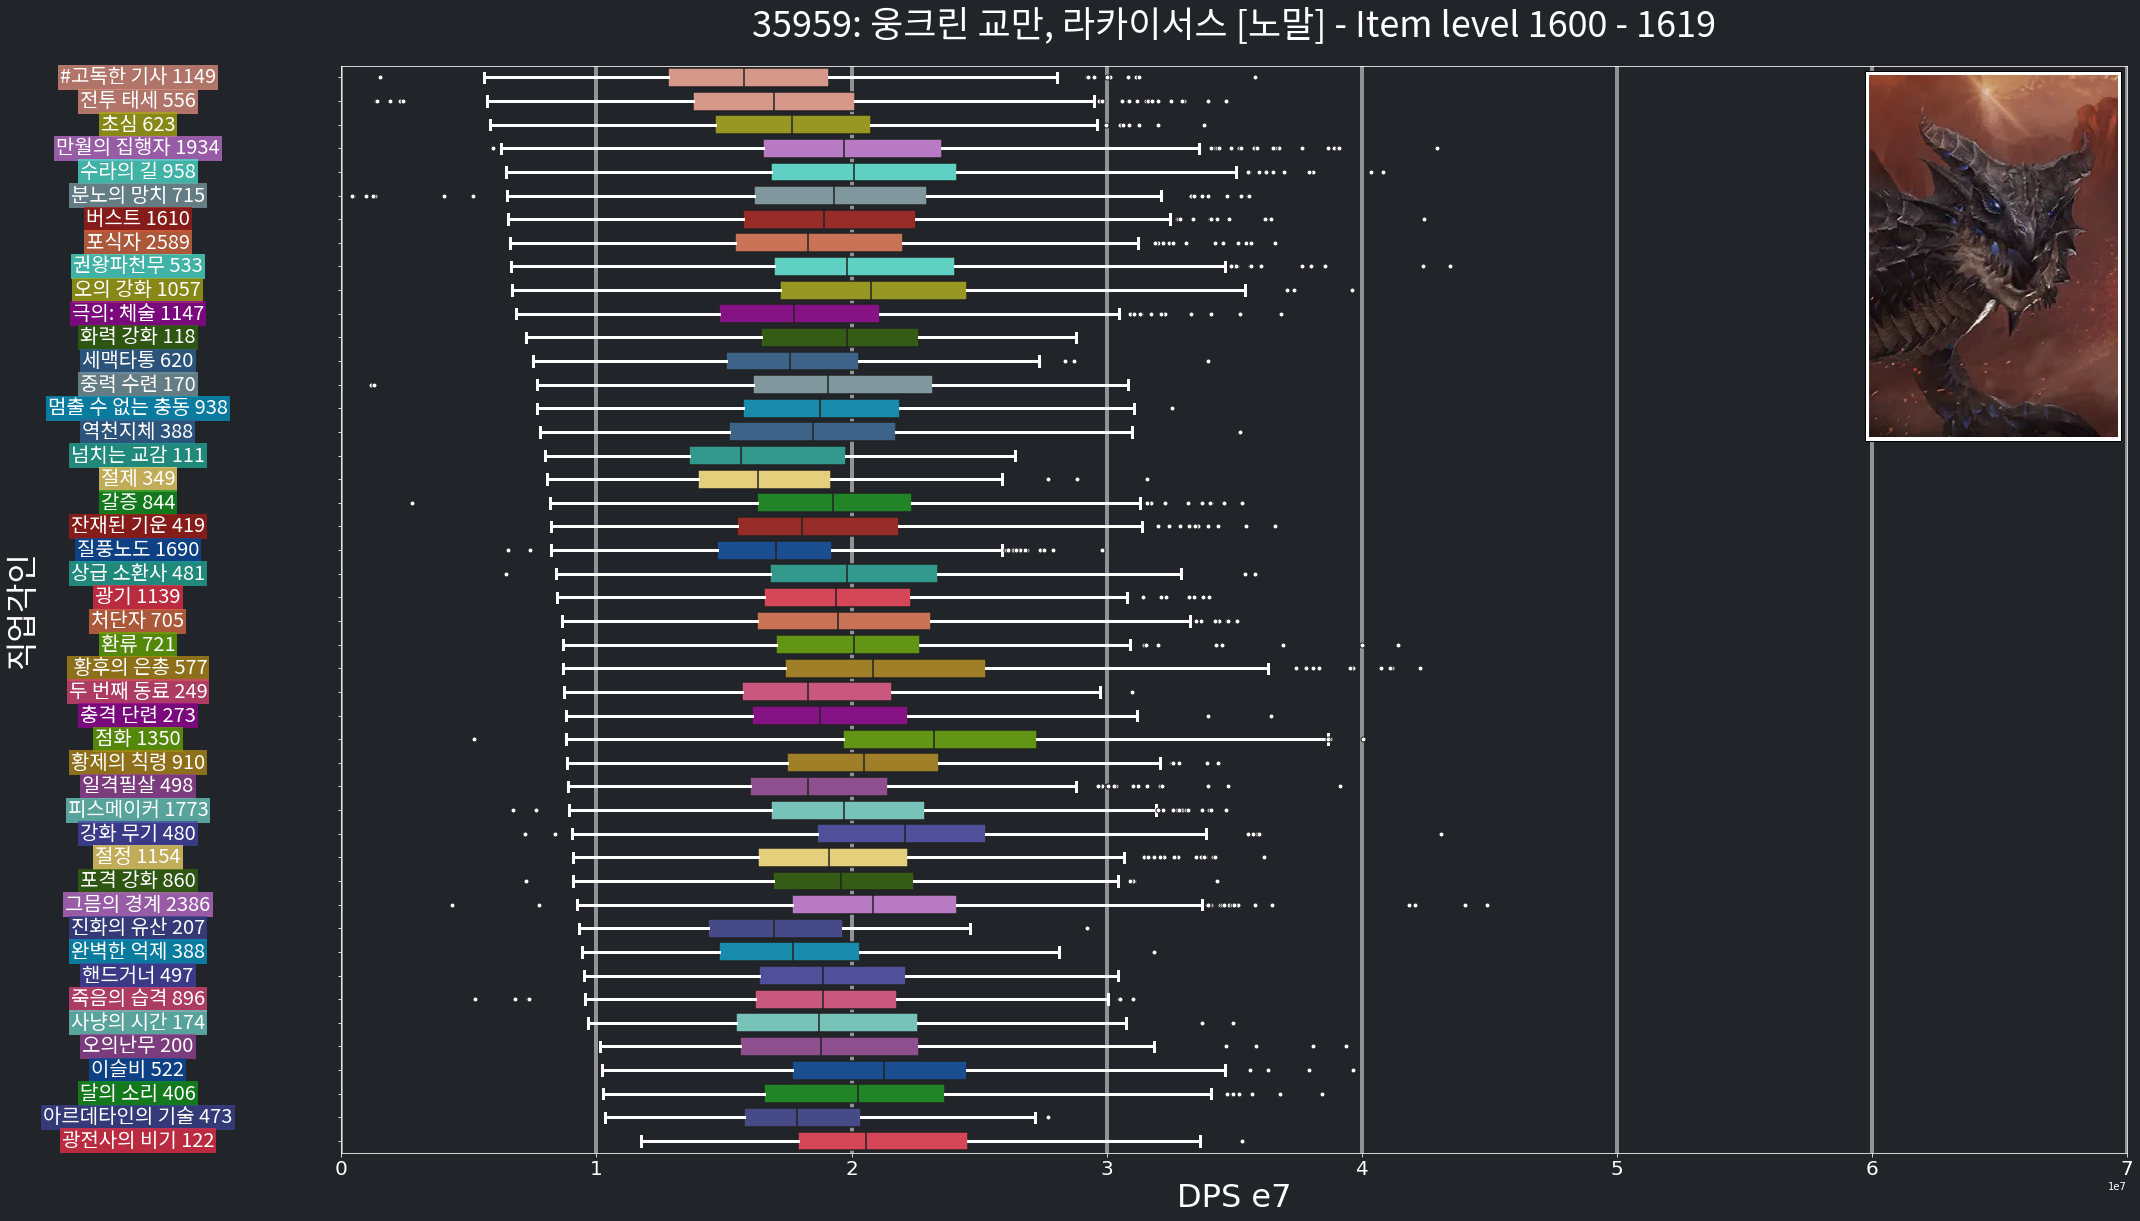 35959: 웅크린 교만, 라카이서스 [노말] - Item level 1600 - 1619
직업각인
#고독한 기사 1149
전투 태세 556
초심 623
만월의 집행자 1934
수라의 길 958
분노의 망치 715
버스트 1610
포식자 2589
권왕파천무 533
오의 강화 1057
극의: 체술 1147
화력 강화 118
세맥타통 620
중력 수련 170
멈출 수 없는 충동 938
역천지체 388
넘치는 교감 111
절제 349
갈증 844
잔재된 기운 419
질풍노도 1690
상급 소환사 481
광기 1139
처단자 705
환류 721
황후의 은총 577
두 번째 동료 249
충격 단련 273
점화 1350
황제의 칙령 910
일격필살 498
피스메이커 1773
강화 무기 480
절정 1154
포격 강화 860
그믐의 경계 2386
진화의 유산 207
완벽한 억제 388
핸드거너 497
죽음의 습격 896
사냥의 시간 174
오의난무 200
이슬비 522
달의 소리 406
아르데타인의 기술 473
광전사의 비기 122
0 1 2 3 4 5 6 7
1e7
DPS e7